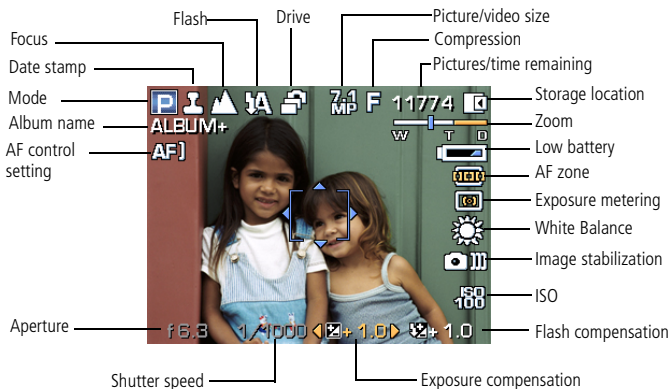 Flash
Drive
Picture/video size
Focus
Compression
Date stamp
Pictures/time remaining
Mode
P
A
7.1 MP
F
11774
Storage location
Album name
ALBUM+
W T D
Zoom
AF control setting
AF]
Low battery
AF zone
Exposure metering
White Balance
Image stabilization
ISO 100
ISO
Aperture
f6.3
1/1000
+ 1.0
+ 1.0
Flash compensation
Shutter speed
Exposure compensation